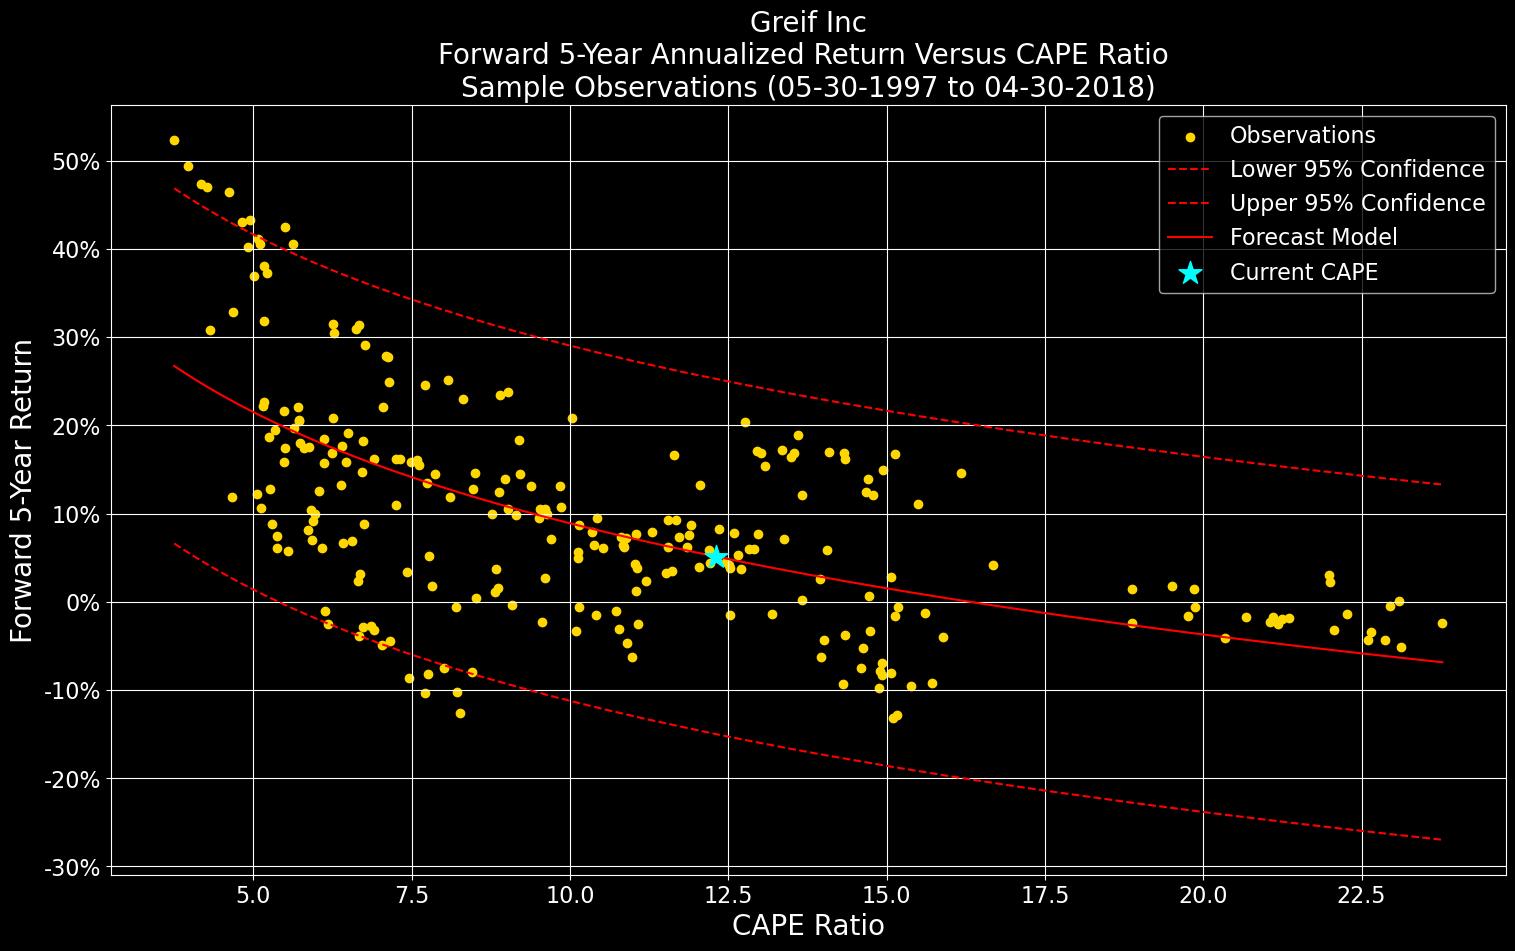 Greif Inc
Forward 5-Year Annualized Return Versus CAPE Ratio
Sample Observations (05-30-1997 to 04-30-2018)
Observations
Lower 95% Confidence
Upper 95% Confidence
Forecast Model
Current CAPE
Forward 5-Year Return
50%
40%
30%
20%
10%
0%
-10%
-20%
-30%
5.0
7.5
10.0
12.5
15.0
17.5
20.0
22.5
CAPE Ratio